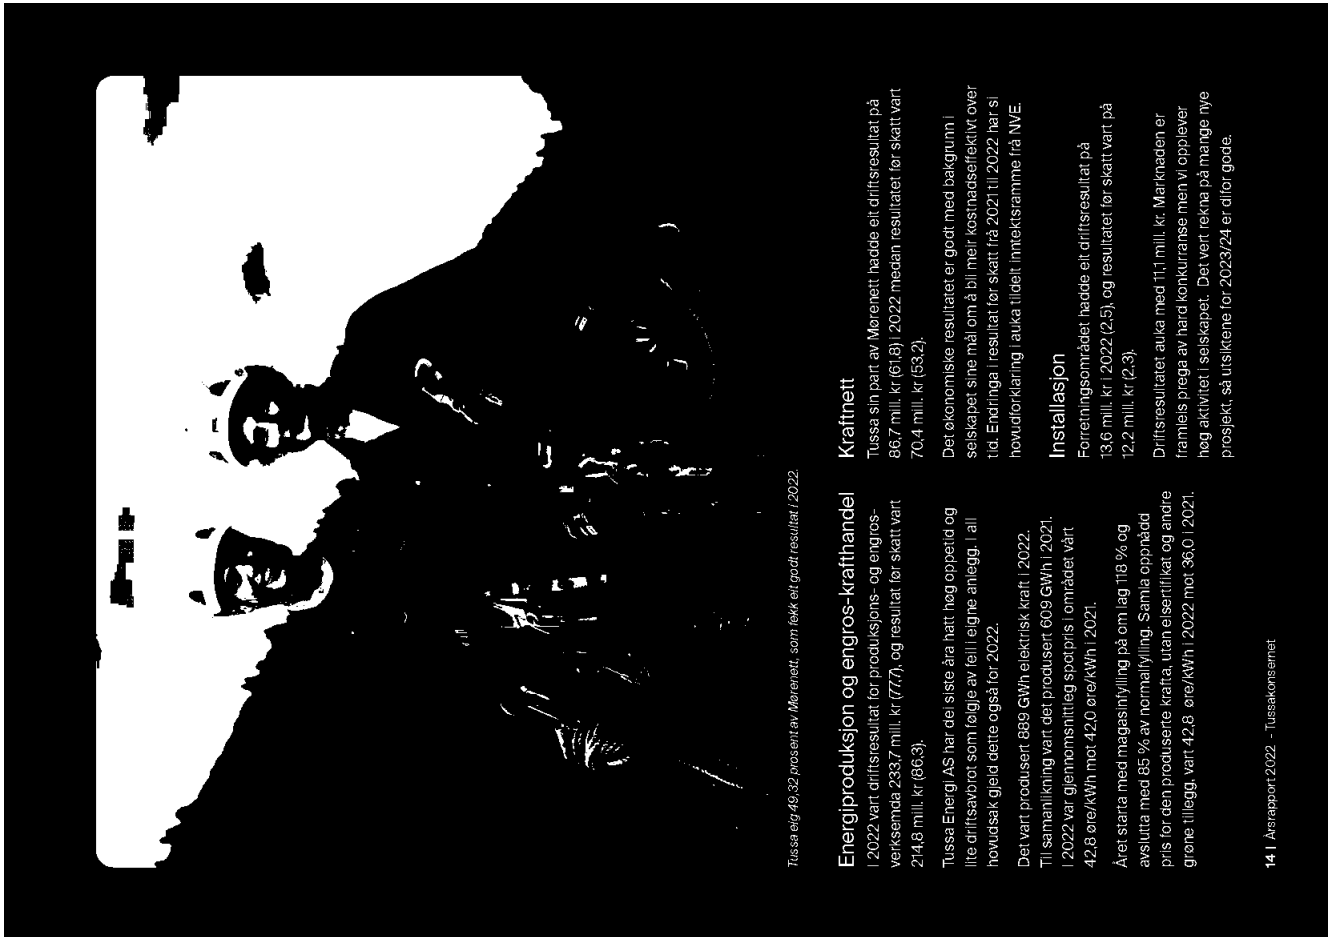 Tussa eig 49,32 prosent av Mørenett, som fekk eit godt resultat i 2022.
Energiproduksjon og engros-krafthandel
I 2022 vart driftsresultat for produksjons- og engros-
verksemda 233,7 mill. kr (77,7), og resultat før skatt vart
214,8 mill. kr (86,3).
Tussa Energi AS har dei siste åra hatt høg oppetid og
lite driftsavbrot som følgje av feil i eigne anlegg. I all
hovudsak gjeld dette også for 2022.
Det vart produsert 889 GWh elektrisk kraft i 2022.
Til samanlikning vart det produsert 609 GWh i 2021.
I 2022 var gjennomsnittleg spotpris i området vårt
42,8 øre/kWh mot 42,0 øre/kWh i 2021.
Året starta med magasinfylling på om lag 118 % og
avslutta med 85 % av normalfylling. Samla oppnådd
pris for den produserte krafta, utan elsertifikat og andre
grøne tillegg, vart 42,8 øre/kWh i 2022 mot 36,0 i 2021.
Kraftnett
Tussa sin part av Mørenett hadde eit driftsresultat på
86,7 mill. kr (61,8) i 2022 medan resultatet før skatt vart
70,4 mill. kr (53,2).
Det økonomiske resultatet er godt med bakgrunn i
selskapet sine mål om å bli meir kostnadseffektivt over
tid. Endringa i resultat før skatt frå 2021 til 2022 har si
hovudforklaring i auka tildelt inntektsramme frå NVE.
Installasjon
Forretningsområdet hadde eit driftsresultat på
13,6 mill. kr i 2022 (2,5), og resultatet før skatt vart på
12,2 mill. kr (2,3).
Driftsresultatet auka med 11,1 mill. kr. Marknaden er
framleis prega av hard konkurranse men vi opplever
høg aktivitet i selskapet. Det vert rekna på mange nye
prosjekt, så utsiktene for 2023/24 er difor gode.
14 | Årsrapport 2022 - Tussakonsernet